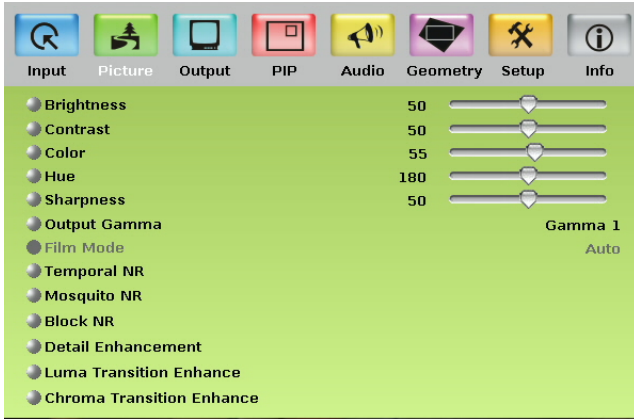 Input Picture Output PIP Audio Geometry Setup Info
Brightness 50
Contrast 50
Color 55
Hue 180
Sharpness 50
Output Gamma Gamma 1
Film Mode Auto
Temporal NR
Mosquito NR
Block NR
Detail Enhancement
Luma Transition Enhance
Chroma Transition Enhance